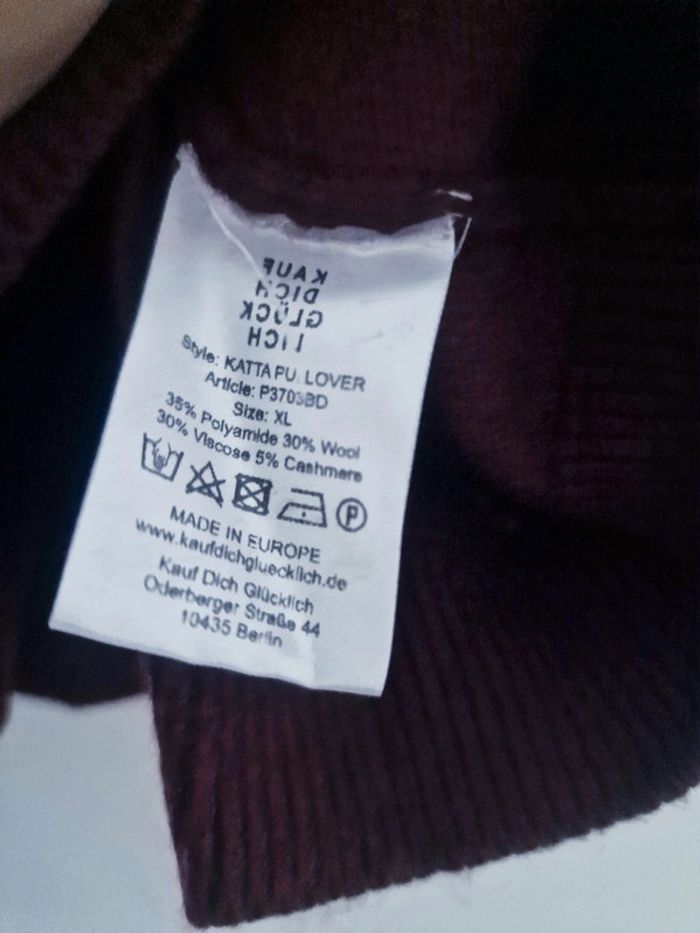 KAUF
DICH
GLÜCK
LICH
Style: KATTA PULLOVER
Article: P3703BD
Size: XL
35% Polyamide 30% Wool
30% Viscose 5% Cashmere
P
MADE IN EUROPE
www.kaufdichgluecklich.de
Kauf Dich Glücklich
Oderberger Straße 44
10435 Berlin